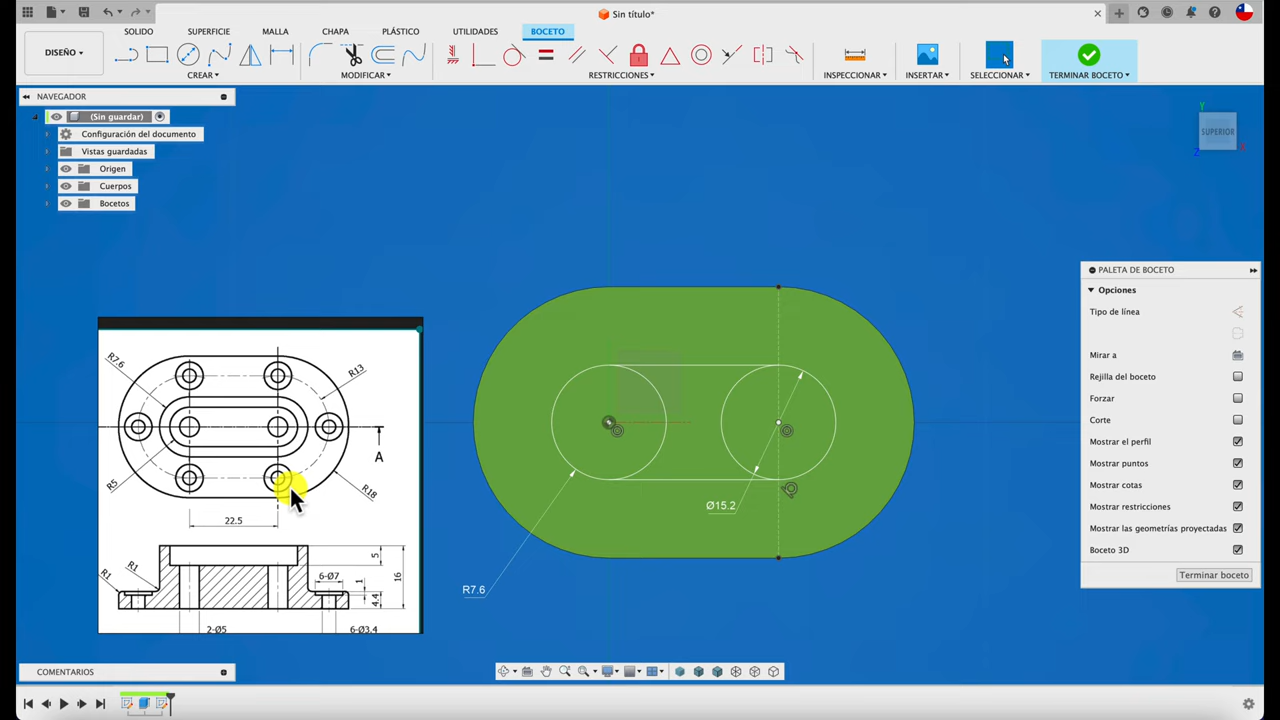 Sin título*
DISEÑO
SOLIDO SUPERFICIE MALLA CHAPA PLÁSTICO UTILIDADES BOCETO
CREAR MODIFICAR RESTRICCIONES INSPECCIONAR INSERTAR SELECCIONAR TERMINAR BOCETO
NAVEGADOR
(Sin guardar)
Configuración del documento
Vistas guardadas
Origen
Cuerpos
Bocetos
Y
SUPERIOR
X
Z
R7.6
R13
A
R5
R18
22.5
R1
R1
6-Ø7
1
5
16
4.4
2-Ø5
6-Ø3.4
Ø15.2
R7.6
PALETA DE BOCETO
Opciones
Tipo de línea
Mirar a
Rejilla del boceto
Forzar
Corte
Mostrar el perfil
Mostrar puntos
Mostrar cotas
Mostrar restricciones
Mostrar las geometrías proyectadas
Boceto 3D
Terminar boceto
COMENTARIOS